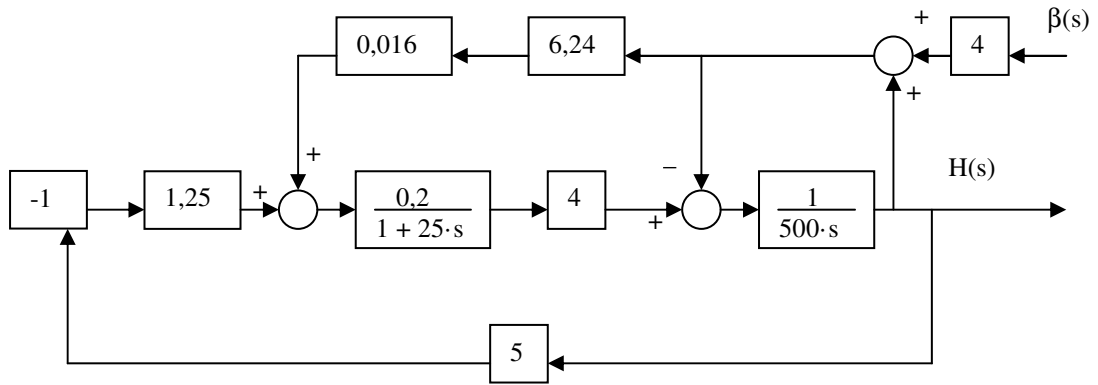 + β(s)
0,016 6,24 4
+
+ – H(s)
-1 1,25 + 0,2 4 + 1
1 + 25·s 500·s
5